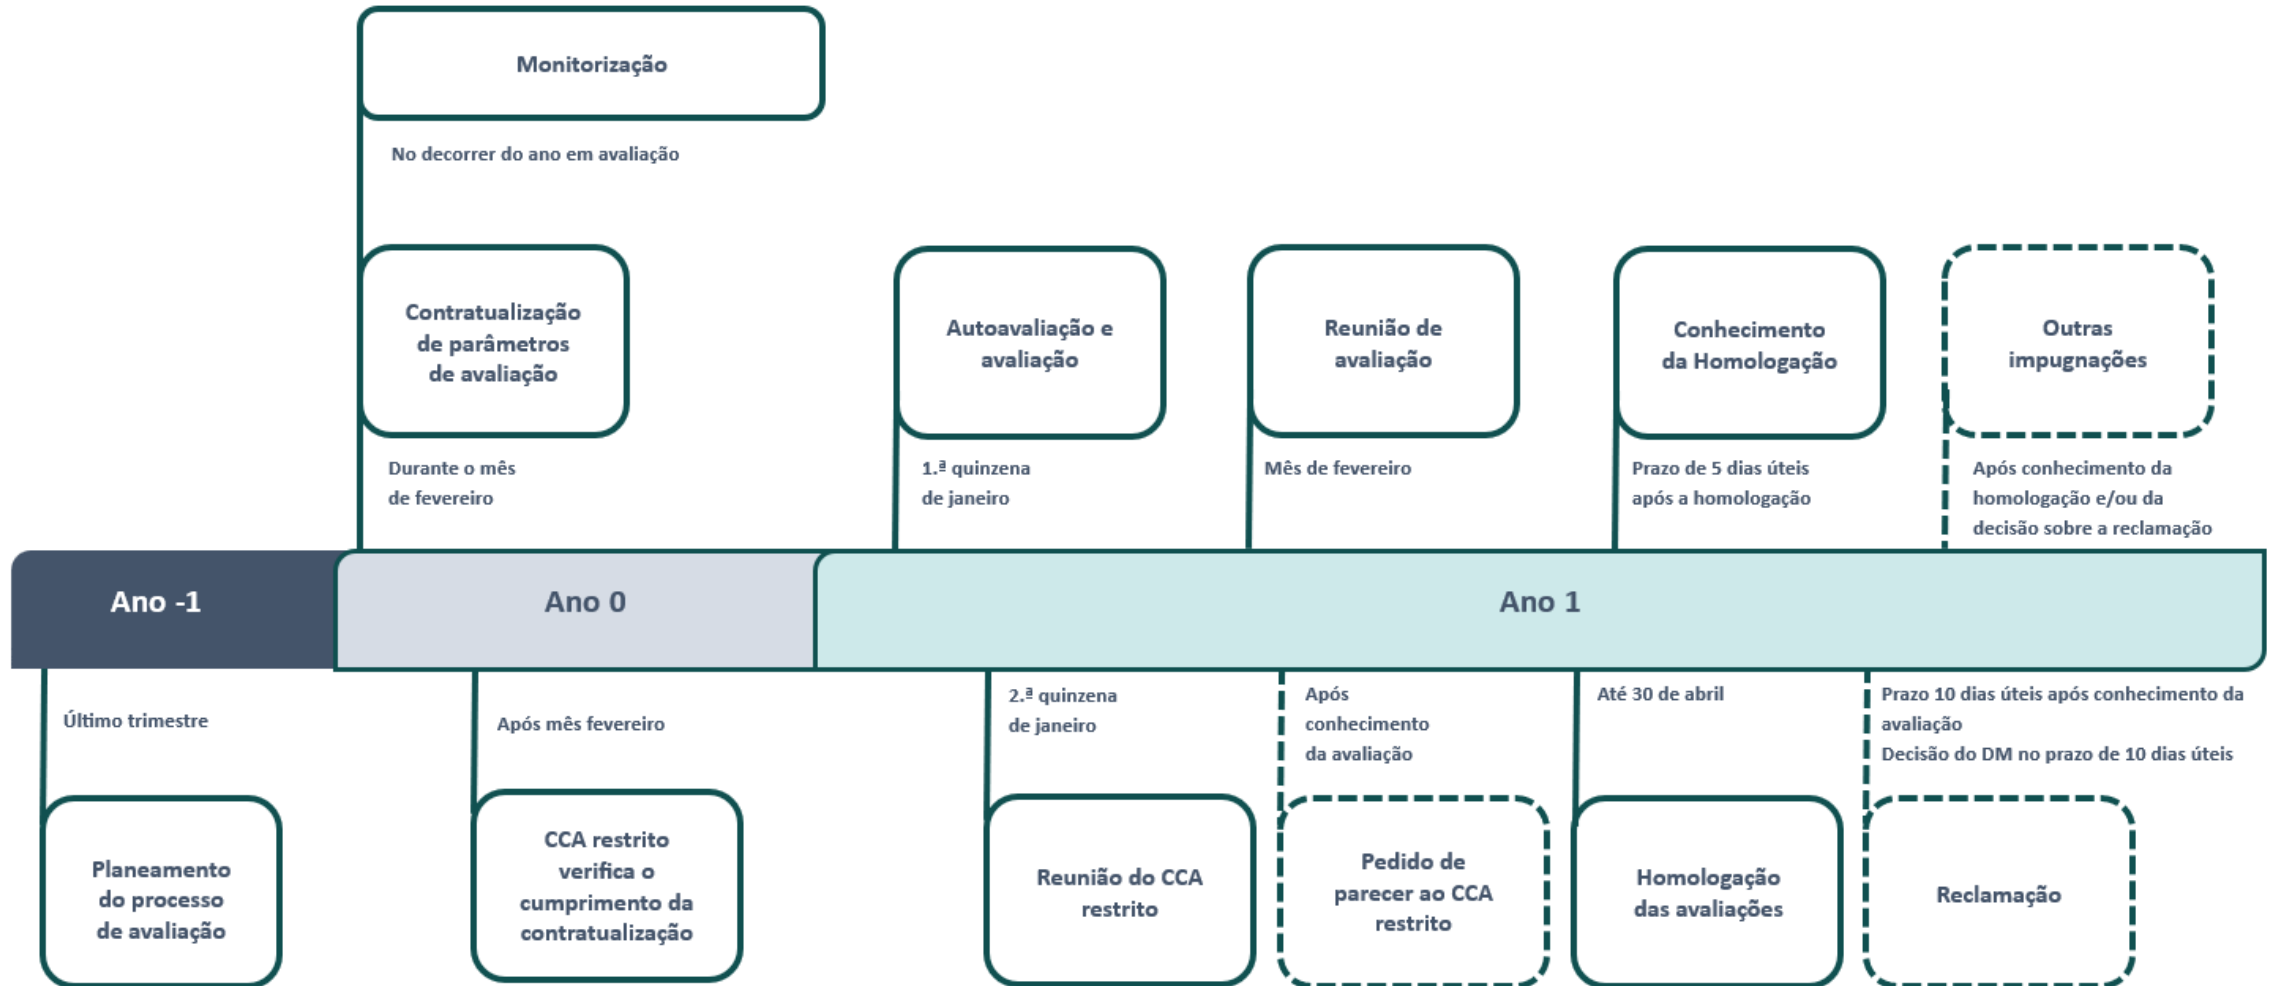 Monitorização
No decorrer do ano em avaliação
Contratualização
de parâmetros
de avaliação
Durante o mês
de fevereiro
Autoavaliação e
avaliação
1.ª quinzena
de janeiro
Reunião de
avaliação
Mês de fevereiro
Conhecimento
da Homologação
Prazo de 5 dias úteis
após a homologação
Outras
impugnações
Após conhecimento da
homologação e/ou da
decisão sobre a reclamação
Ano -1
Ano 0
Ano 1
Último trimestre
Planeamento
do processo
de avaliação
Após mês fevereiro
CCA restrito
verifica o
cumprimento da
contratualização
2.ª quinzena
de janeiro
Reunião do CCA
restrito
Após
conhecimento
da avaliação
Pedido de
parecer ao CCA
restrito
Até 30 de abril
Homologação
das avaliações
Prazo 10 dias úteis após conhecimento da
avaliação
Decisão do DM no prazo de 10 dias úteis
Reclamação